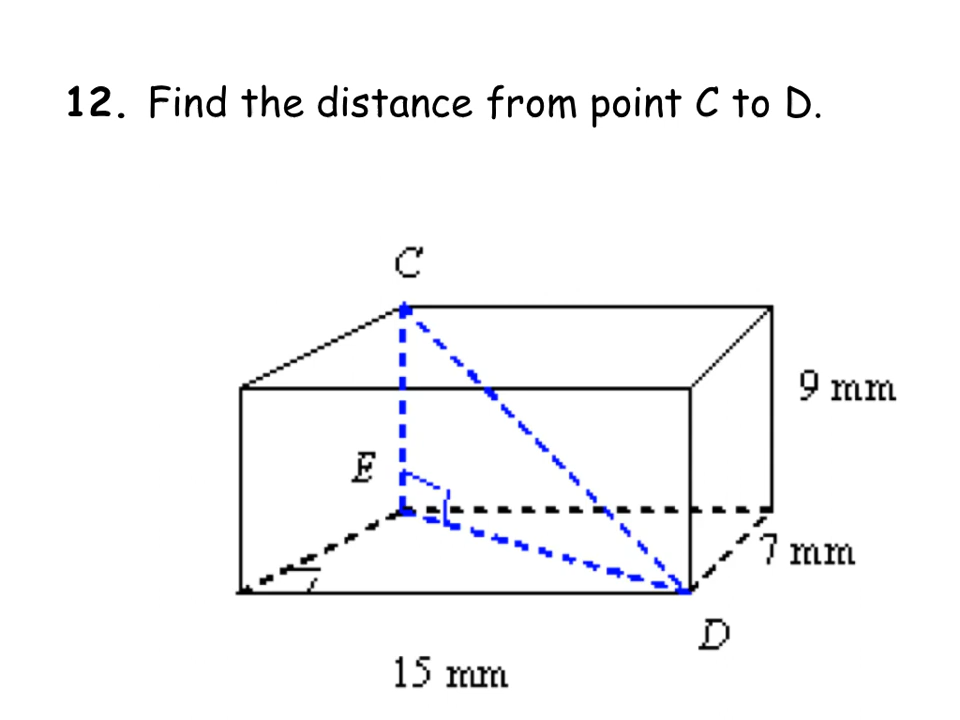 12. Find the distance from point C to D.
C
9 mm
E
7 mm
D
15 mm